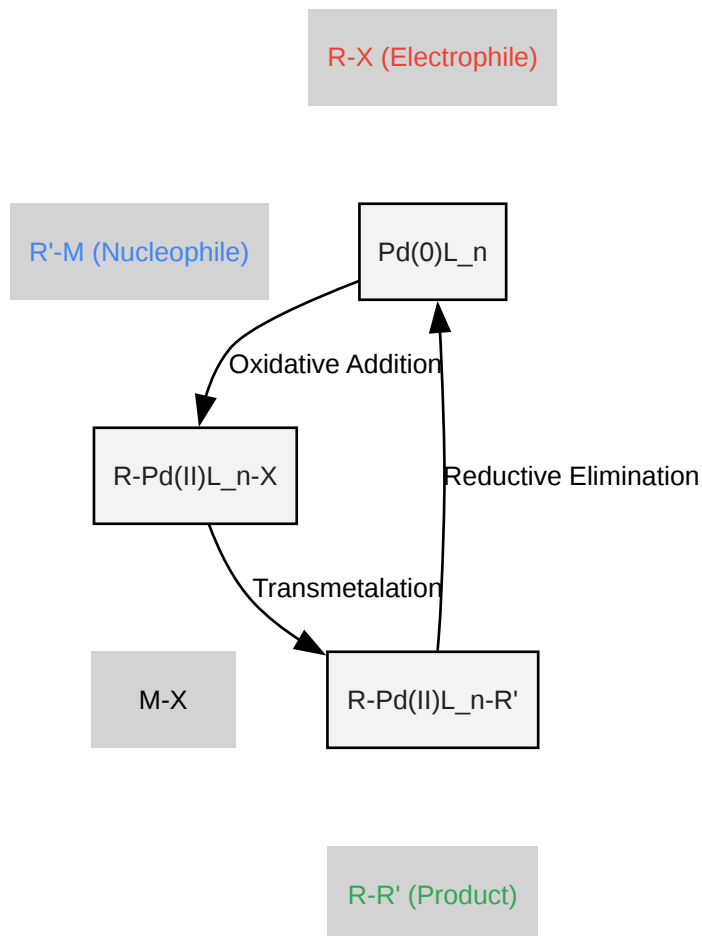 R-X (Electrophile)
R'-M (Nucleophile)
Pd(0)L_n
Oxidative Addition
R-Pd(II)L_n-X
Reductive Elimination
Transmetalation
M-X
R-Pd(II)L_n-R'
R-R' (Product)